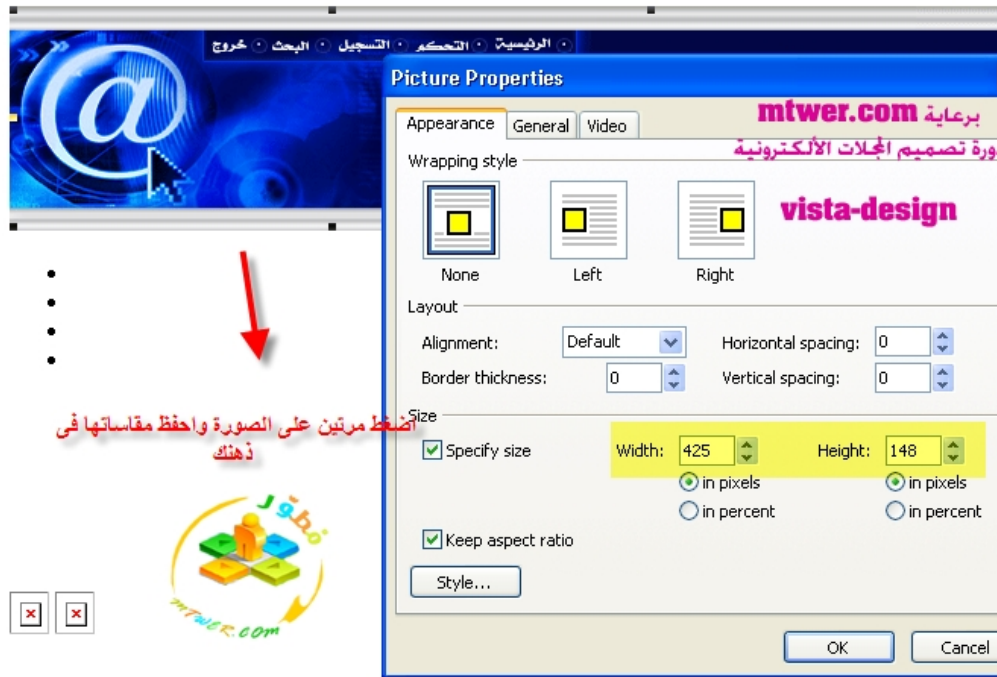 الرئيسية التحكم التسجيل البحث خروج
@
Picture Properties
Appearance General Video
برعاية mtwer.com
دورة تصميم المجلات الألكترونية
vista-design
Wrapping style
None Left Right
Layout
Alignment: Default Horizontal spacing: 0
Border thickness: 0 Vertical spacing: 0
Size
اضغط مرتين على الصورة واحفظ مقاساتها فى
ذهنك
Specify size Width: 425 Height: 148
in pixels in pixels
in percent in percent
Keep aspect ratio
Style...
مطوّر
mTWER.com
OK Cancel